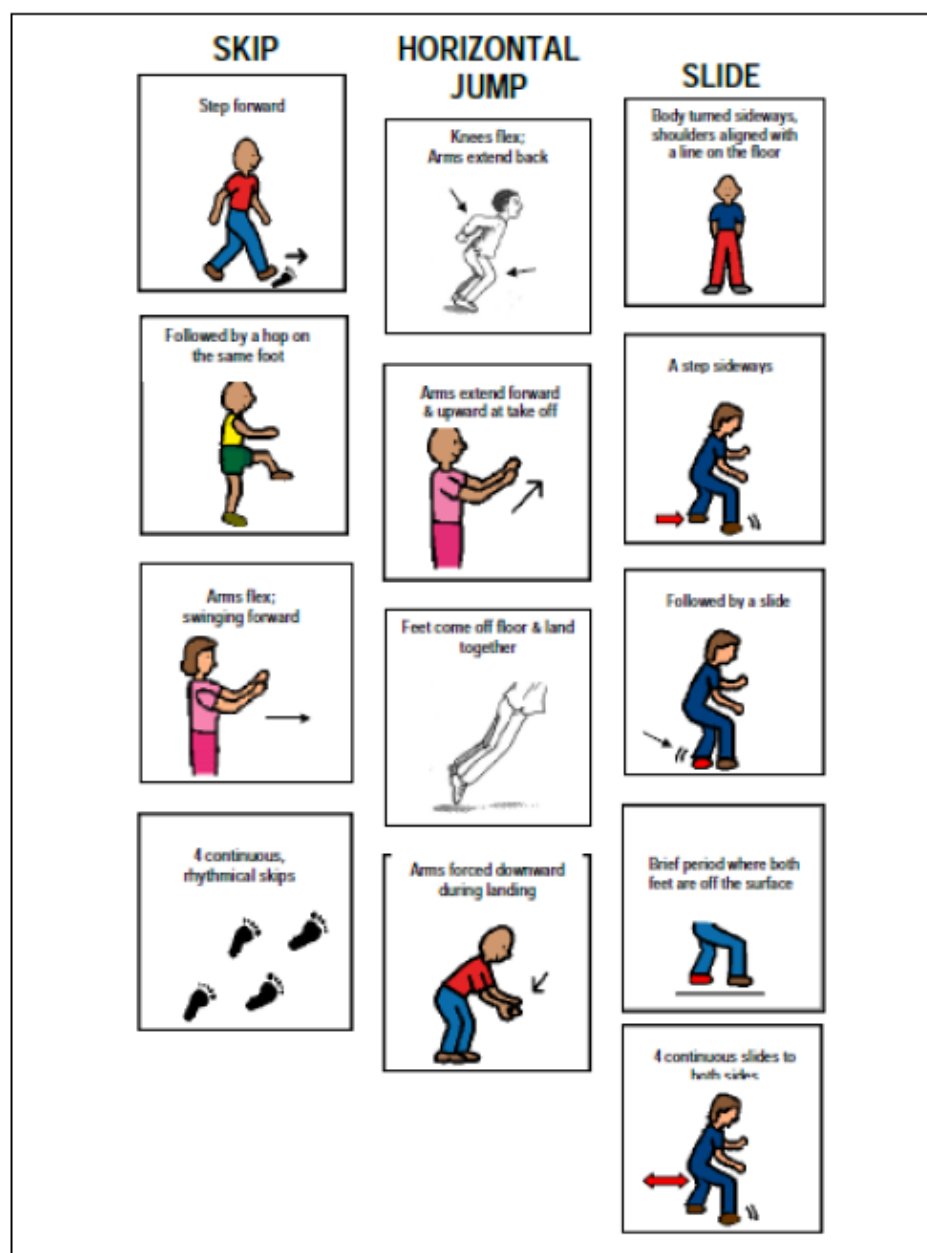 SKIP
Step forward
Followed by a hop on
the same foot
Arms flex;
swinging forward
4 continuous,
rhythmical skips
HORIZONTAL
JUMP
Knees flex;
Arms extend back
Arms extend forward
& upward at take off
Feet come off floor & land
together
Arms forced downward
during landing
SLIDE
Body turned sideways,
shoulders aligned with
a line on the floor
A step sideways
Followed by a slide
Brief period where both
feet are off the surface
4 continuous slides to
both sides